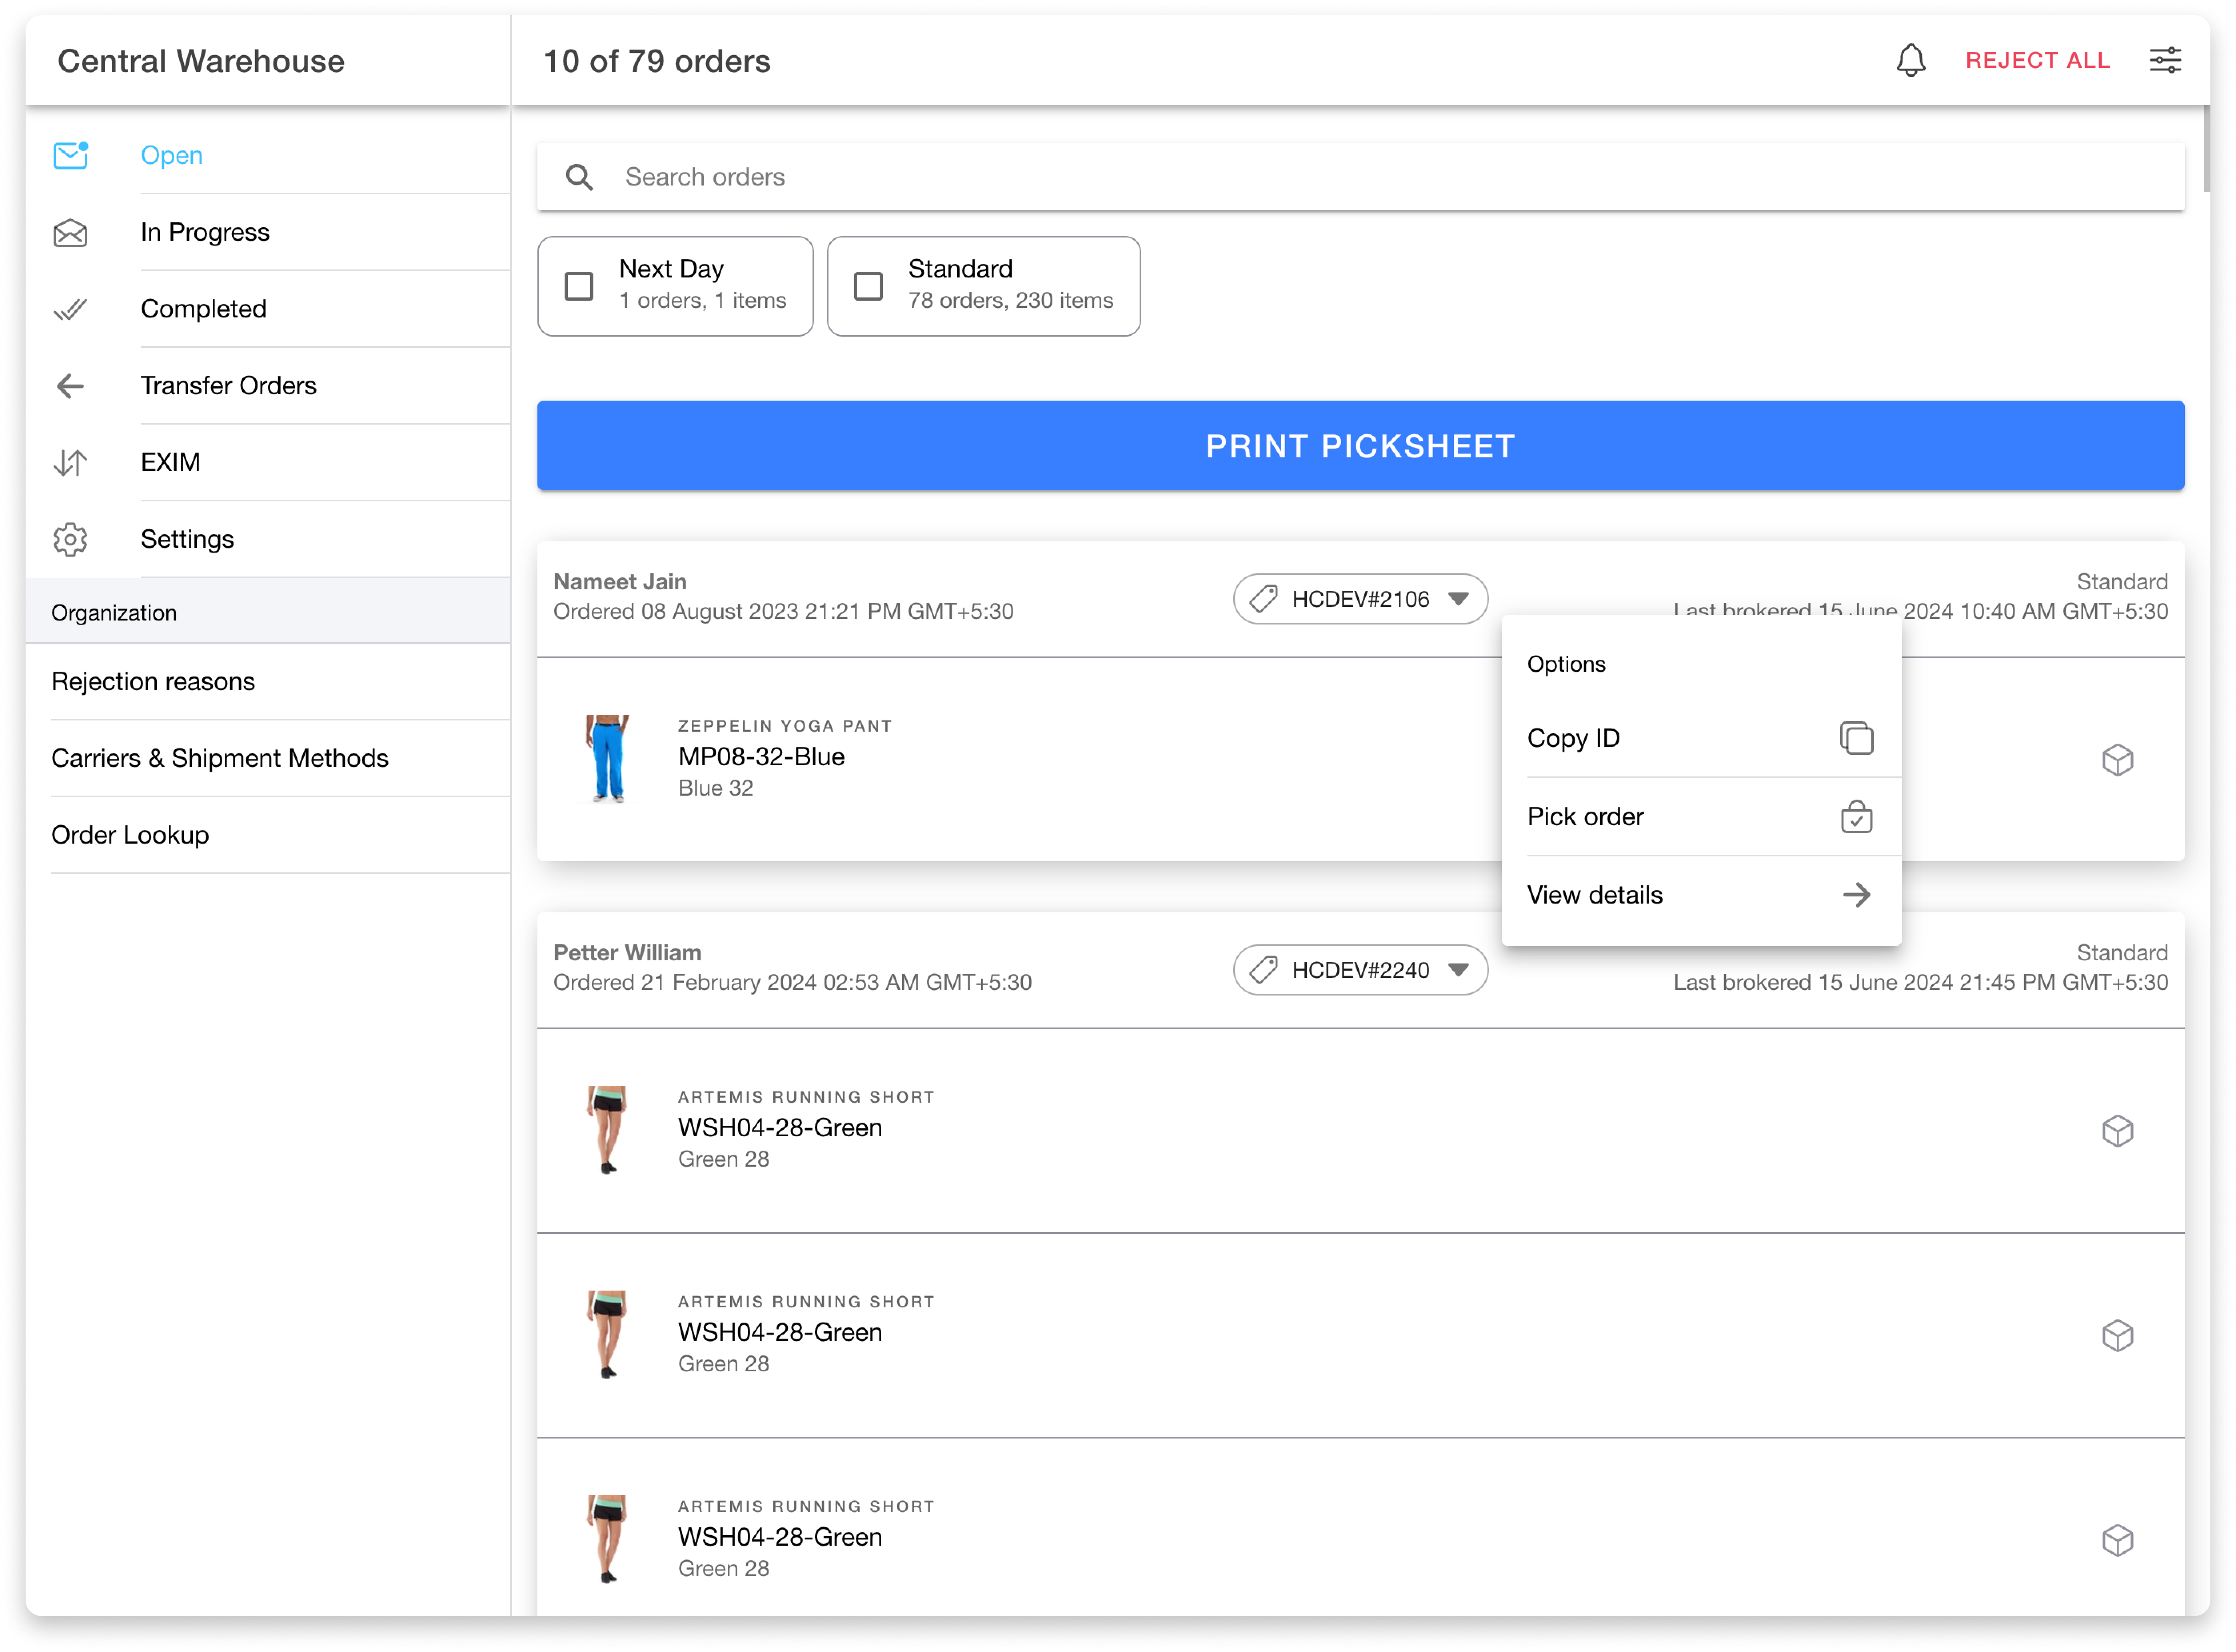 Central Warehouse
10 of 79 orders
REJECT ALL
Open
In Progress
Completed
Transfer Orders
EXIM
Settings
Organization
Rejection reasons
Carriers & Shipment Methods
Order Lookup
Search orders
Next Day
1 orders, 1 items
Standard
78 orders, 230 items
PRINT PICKSHEET
Nameet Jain
Ordered 08 August 2023 21:21 PM GMT+5:30
HCDEV#2106
Standard
Last brokered 15 June 2024 10:40 AM GMT+5:30
ZEPPELIN YOGA PANT
MP08-32-Blue
Blue 32
Options
Copy ID
Pick order
View details
Petter William
Ordered 21 February 2024 02:53 AM GMT+5:30
HCDEV#2240
Standard
Last brokered 15 June 2024 21:45 PM GMT+5:30
ARTEMIS RUNNING SHORT
WSH04-28-Green
Green 28
ARTEMIS RUNNING SHORT
WSH04-28-Green
Green 28
ARTEMIS RUNNING SHORT
WSH04-28-Green
Green 28